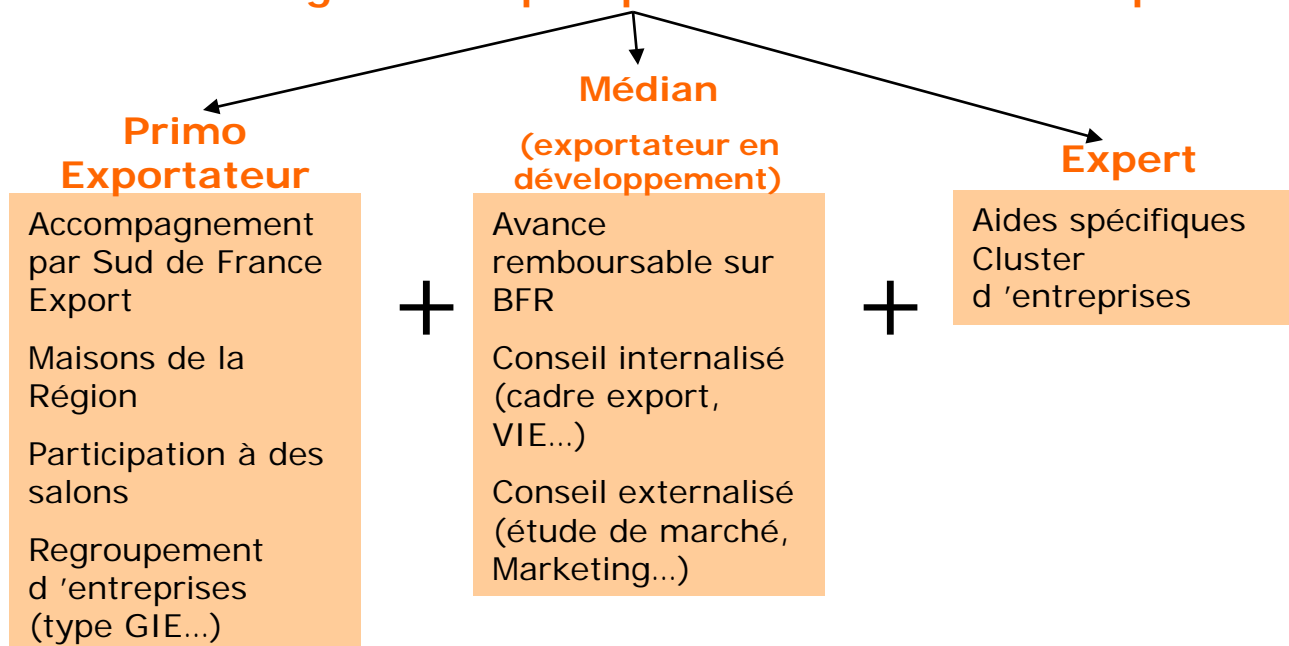 Primo
Exportateur
Accompagnement
par Sud de France
Export
Maisons de la
Région
Participation à des
salons
Regroupement
d ’entreprises
(type GIE...)
+
Médian
(exportateur en
développement)
Avance
remboursable sur
BFR
Conseil internalisé
(cadre export,
VIE...)
Conseil externalisé
(étude de marché,
Marketing...)
+
Expert
Aides spécifiques
Cluster
d ’entreprises